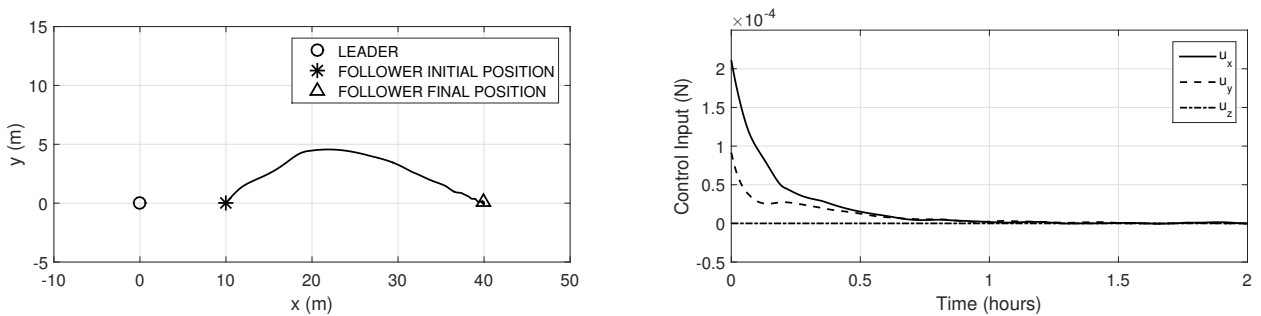 15
10
5
0
-5
-10
0
10
20
30
40
50
y (m)
x (m)
LEADER
FOLLOWER INITIAL POSITION
FOLLOWER FINAL POSITION
×10⁻⁴
2
1.5
1
0.5
0
-0.5
0
0.5
1
1.5
2
Control Input (N)
Time (hours)
u_x
u_y
u_z